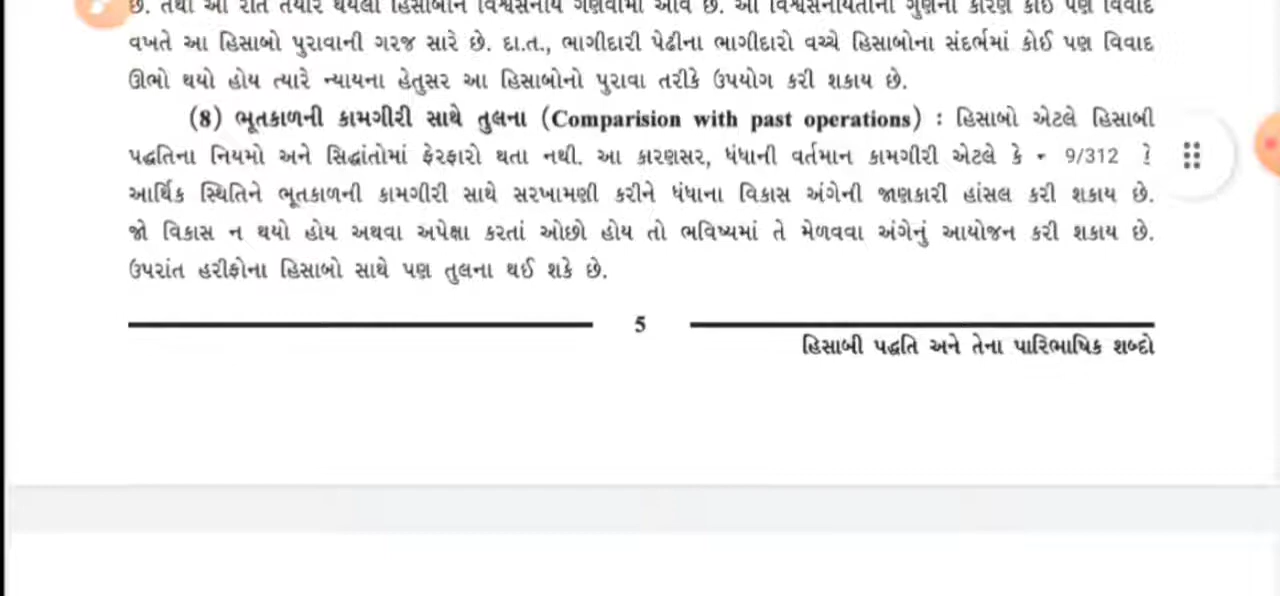 છે. તથા આ રીતે તૈયાર થયેલા હિસાબોને વિશ્વસનીય ગણવામાં આવે છે. આ વિશ્વસનીયતાના ગુણના કારણે કોઈ પણ વિવાદ
વખતે આ હિસાબો પુરાવાની ગરજ સારે છે. દા.ત., ભાગીદારી પેઢીના ભાગીદારો વચ્ચે હિસાબોના સંદર્ભમાં કોઈ પણ વિવાદ
ઊભો થયો હોય ત્યારે ન્યાયના હેતુસર આ હિસાબોનો પુરાવા તરીકે ઉપયોગ કરી શકાય છે.
(8) ભૂતકાળની કામગીરી સાથે તુલના (Comparision with past operations) : હિસાબો એટલે હિસાબી
પદ્ધતિના નિયમો અને સિદ્ધાંતોમાં ફેરફારો થતા નથી. આ કારણસર, ધંધાની વર્તમાન કામગીરી એટલે કે 9/312
આર્થિક સ્થિતિને ભૂતકાળની કામગીરી સાથે સરખામણી કરીને ધંધાના વિકાસ અંગેની જાણકારી હાંસલ કરી શકાય છે.
જો વિકાસ ન થયો હોય અથવા અપેક્ષા કરતાં ઓછો હોય તો ભવિષ્યમાં તે મેળવવા અંગેનું આયોજન કરી શકાય છે.
ઉપરાંત હરીફોના હિસાબો સાથે પણ તુલના થઈ શકે છે.
5
હિસાબી પદ્ધતિ અને તેના પારિભાષિક શબ્દો